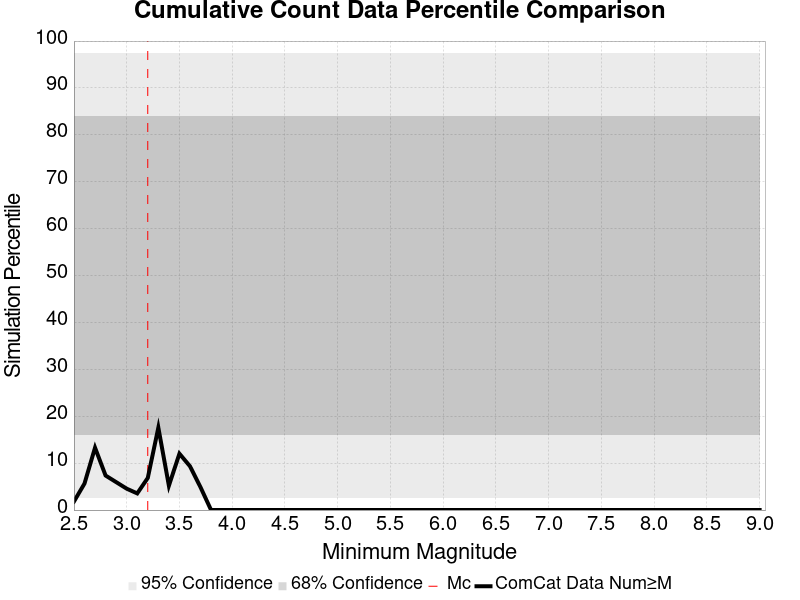 Cumulative Count Data Percentile Comparison
100
90
80
70
60
50
40
30
20
10
0
Simulation Percentile
2.5 3.0 3.5 4.0 4.5 5.0 5.5 6.0 6.5 7.0 7.5 8.0 8.5 9.0
Minimum Magnitude
95% Confidence 68% Confidence Mc ComCat Data Num≥M